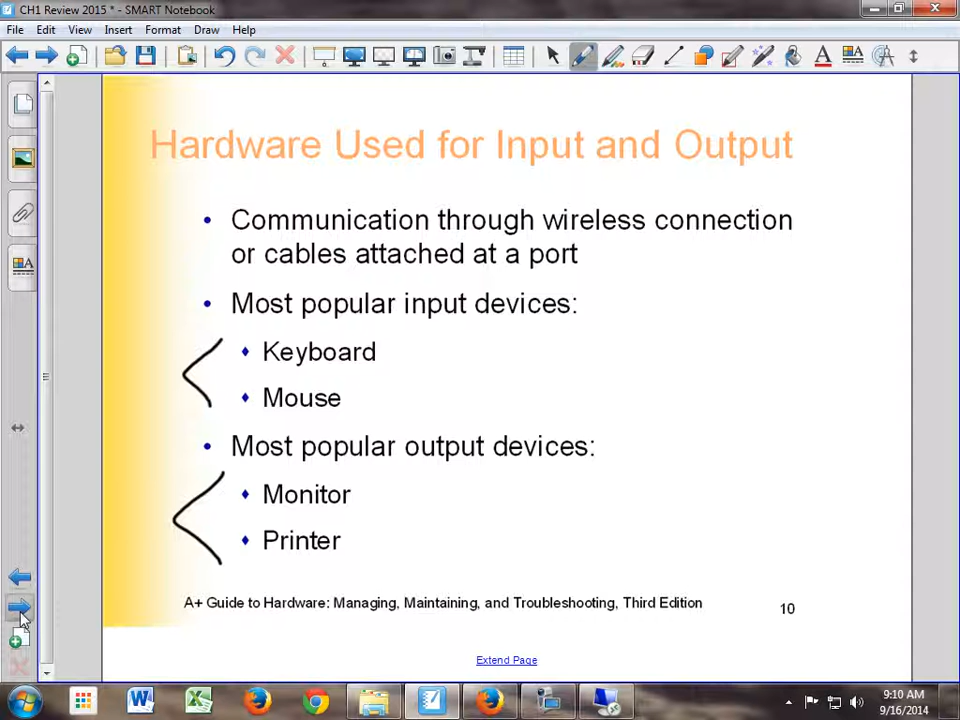 CH1 Review 2015 * - SMART Notebook
File Edit View Insert Format Draw Help
Hardware Used for Input and Output
• Communication through wireless connection
or cables attached at a port
• Most popular input devices:
♦ Keyboard
♦ Mouse
• Most popular output devices:
♦ Monitor
♦ Printer
A+ Guide to Hardware: Managing, Maintaining, and Troubleshooting, Third Edition 10
Extend Page
9:10 AM
9/16/2014